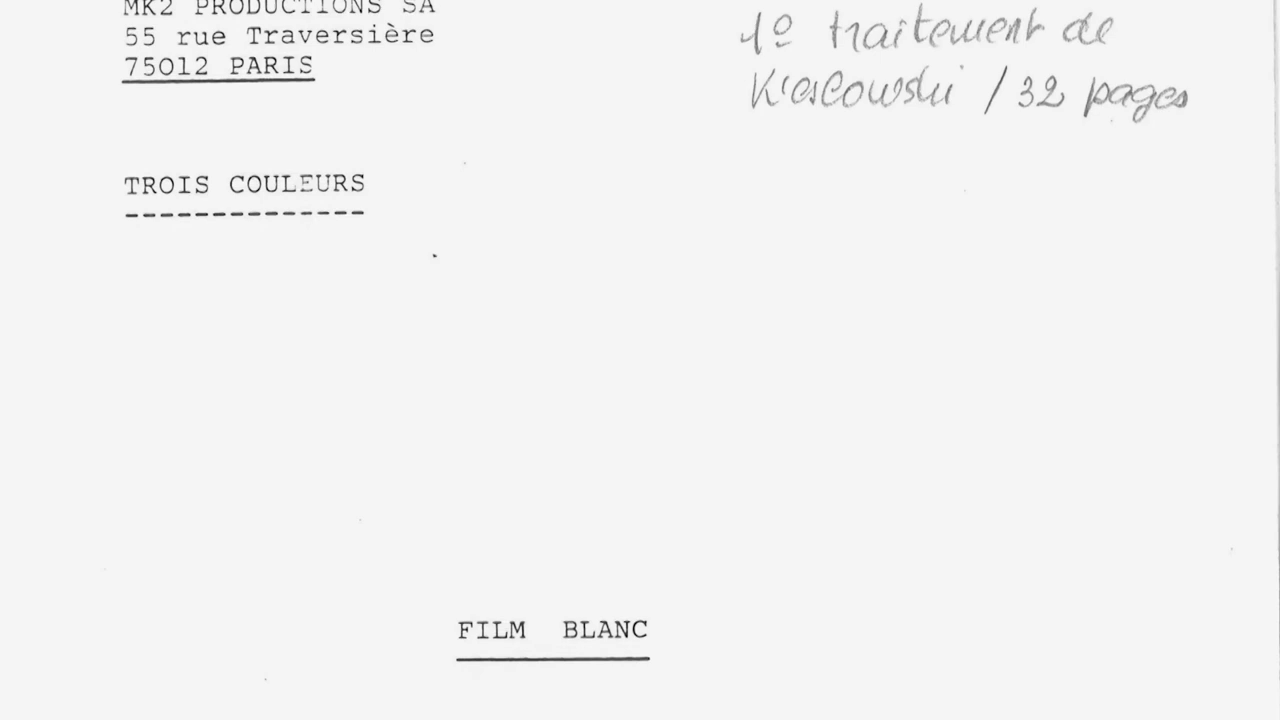 MK2 PRODUCTIONS SA
55 rue Traversière
75012 PARIS
1º traitement de
Kieslowski / 32 pages
TROIS COULEURS
FILM BLANC